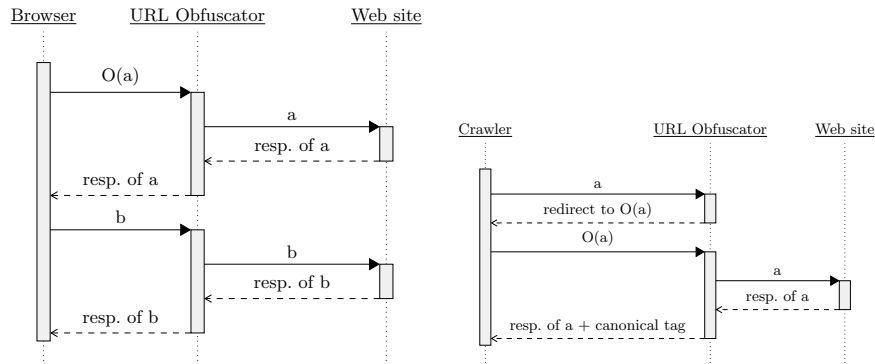 Browser URL Obfuscator Web site
O(a)
a
resp. of a
resp. of a
b
b
resp. of b
resp. of b
Crawler URL Obfuscator Web site
a
redirect to O(a)
O(a)
a
resp. of a
resp. of a + canonical tag